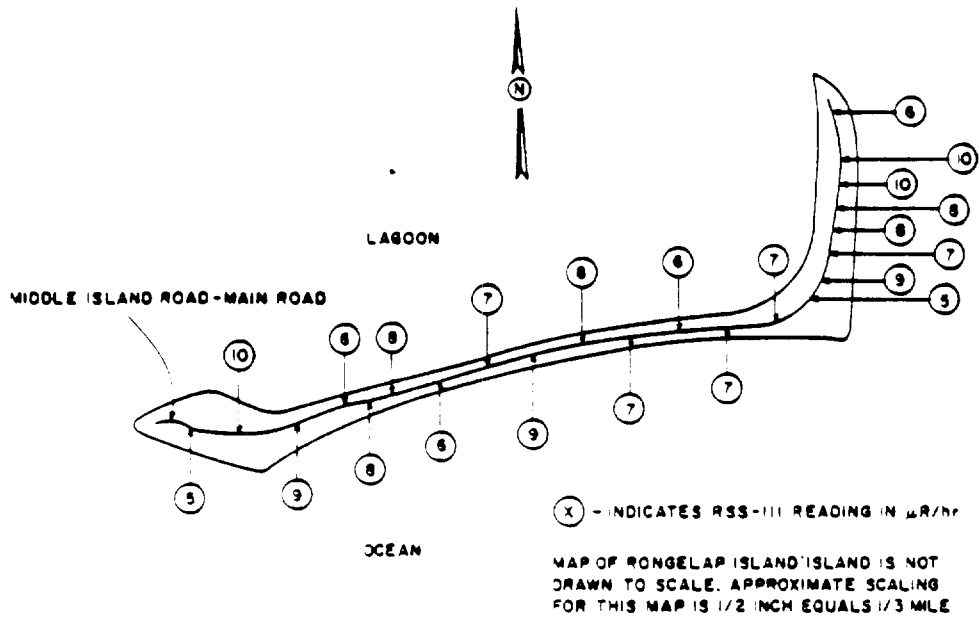 N
6
10
10
8
LAGOON
6
7
6
7
8
MIDDLE ISLAND ROAD-MAIN ROAD
9
7
5
10
8
8
7
7
9
6
8
5
9
Ⓧ - INDICATES RSS-111 READING IN μR/hr
OCEAN
MAP OF RONGELAP ISLAND ISLAND IS NOT
DRAWN TO SCALE. APPROXIMATE SCALING
FOR THIS MAP IS 1/2 INCH EQUALS 1/3 MILE